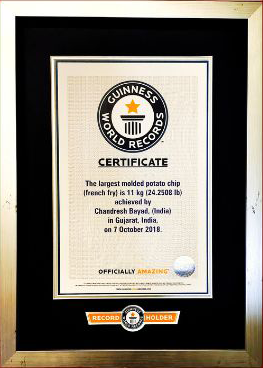 GUINNESS
WORLD RECORDS
CERTIFICATE
The largest molded potato chip
(french fry) is 11 kg (24.2508 lb)
achieved by
Chandresh Bayad, (India)
in Gujarat, India,
on 7 October 2018.
OFFICIALLY AMAZING
RECORD HOLDER